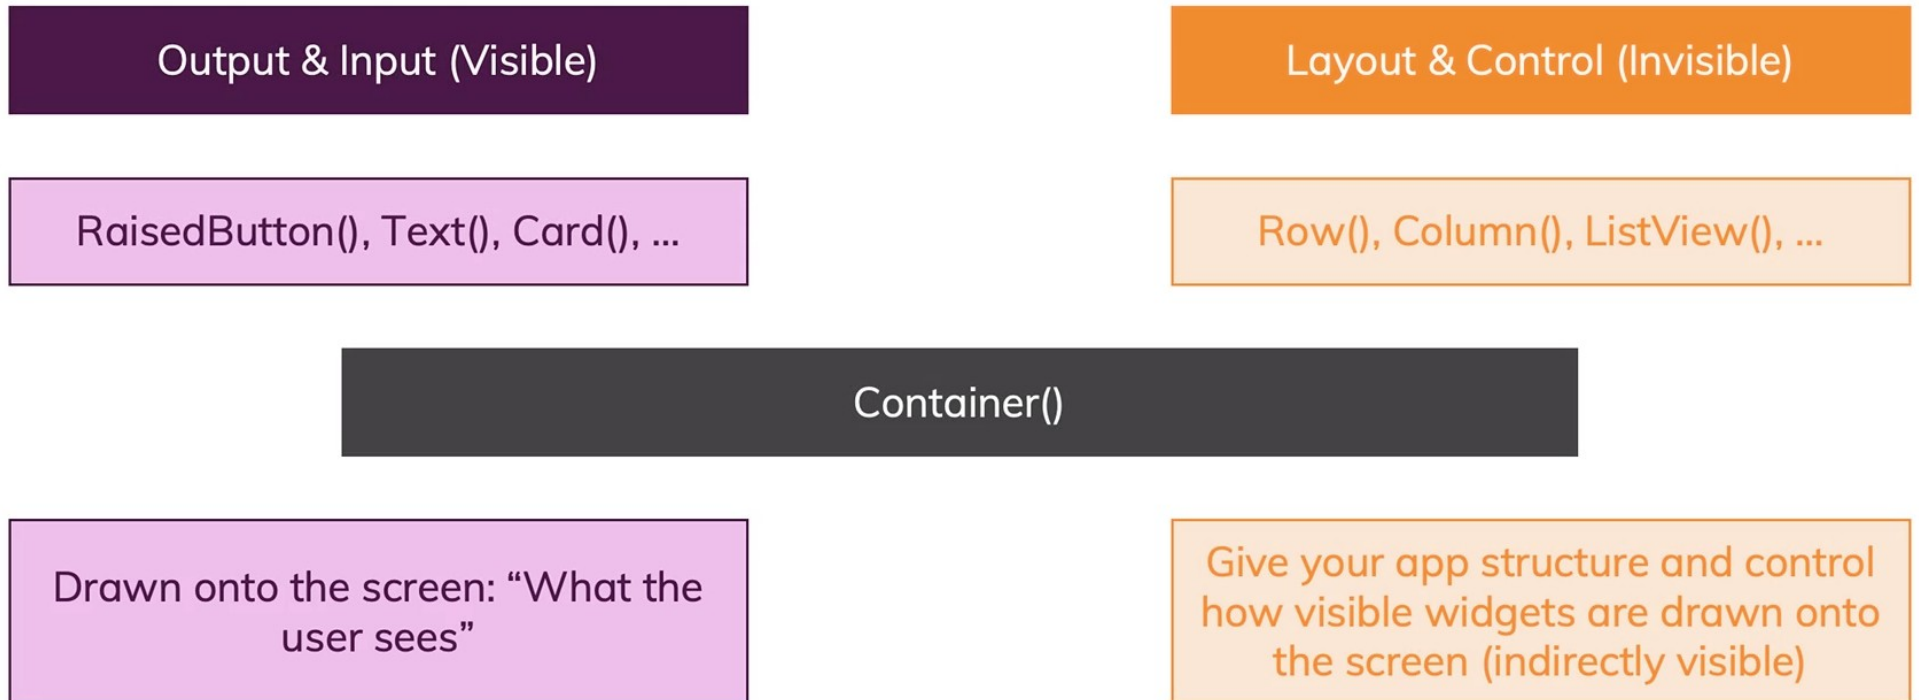 Output & Input (Visible)
Layout & Control (Invisible)
RaisedButton(), Text(), Card(), ...
Row(), Column(), ListView(), ...
Container()
Drawn onto the screen: “What the
user sees”
Give your app structure and control
how visible widgets are drawn onto
the screen (indirectly visible)